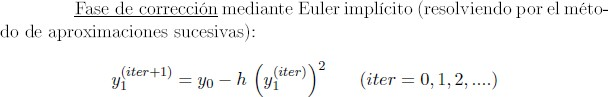 Fase de corrección mediante Euler implícito (resolviendo por el méto-
do de aproximaciones sucesivas):
y_1^{(iter+1)} = y_0 - h (y_1^{(iter)})^2 (iter = 0, 1, 2, ....)